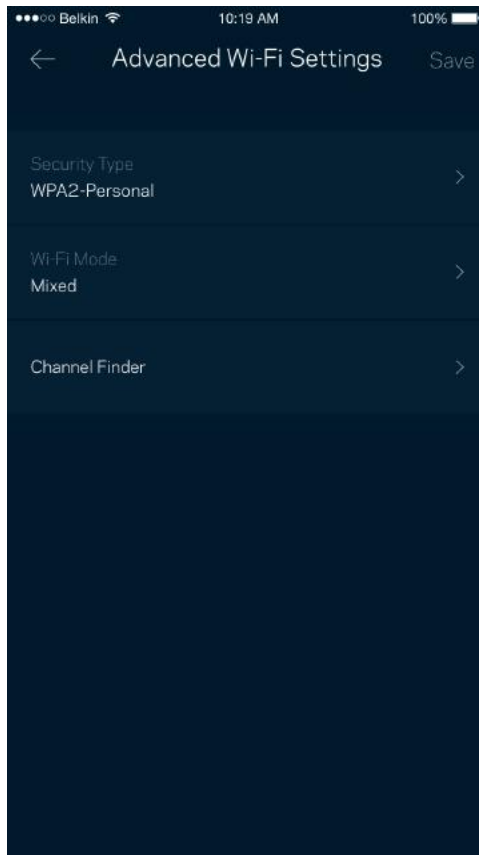 Belkin 10:19 AM 100%
Advanced Wi-Fi Settings Save
Security Type
WPA2-Personal
Wi-Fi Mode
Mixed
Channel Finder